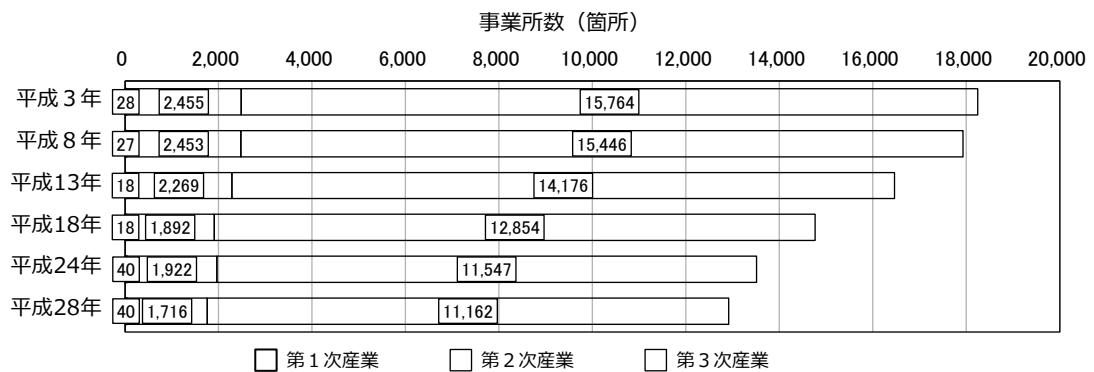 事業所数（箇所）
0 2,000 4,000 6,000 8,000 10,000 12,000 14,000 16,000 18,000 20,000
平成３年 28 2,455 15,764
平成８年 27 2,453 15,446
平成13年 18 2,269 14,176
平成18年 18 1,892 12,854
平成24年 40 1,922 11,547
平成28年 40 1,716 11,162
第１次産業 第２次産業 第３次産業